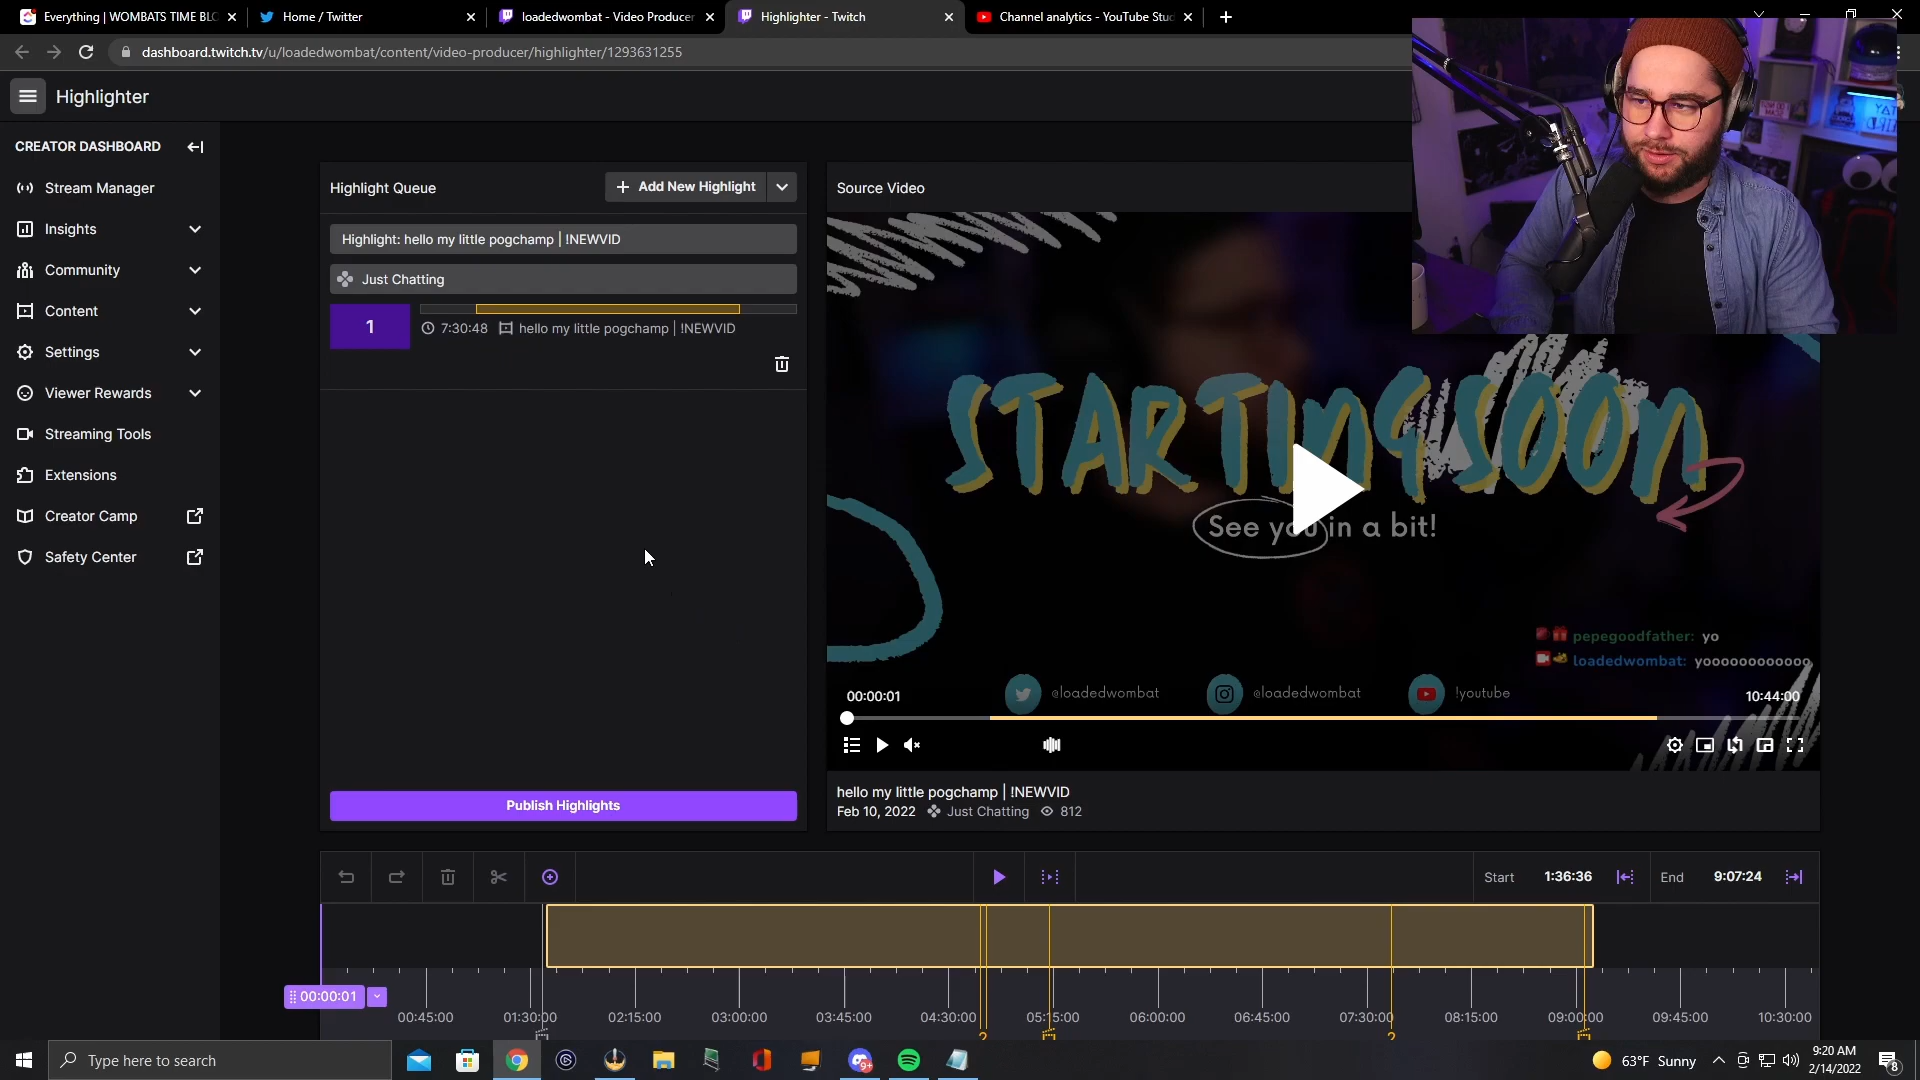 Everything | WOMBATS TIME BLO
Home / Twitter
loadedwombat - Video Producer
Highlighter - Twitch
Channel analytics - YouTube Stud
dashboard.twitch.tv/u/loadedwombat/content/video-producer/highlighter/1293631255
Highlighter
CREATOR DASHBOARD
Stream Manager
Insights
Community
Content
Settings
Viewer Rewards
Streaming Tools
Extensions
Creator Camp
Safety Center
Highlight Queue
Add New Highlight
Highlight: hello my little pogchamp | !NEWVID
Just Chatting
1
7:30:48 hello my little pogchamp | !NEWVID
Publish Highlights
Source Video
STARTING SOON
See you in a bit!
pepegoodfather: yo
loadedwombat: yoooooooooooo
@loadedwombat @loadedwombat !youtube
00:00:01
10:44:00
hello my little pogchamp | !NEWVID
Feb 10, 2022 Just Chatting 812
Start 1:36:36 End 9:07:24
00:00:01
00:45:00 01:30:00 02:15:00 03:00:00 03:45:00 04:30:00 05:15:00 06:00:00 06:45:00 07:30:00 08:15:00 09:00:00 09:45:00 10:30:00
Type here to search
9+
63°F Sunny
9:20 AM
2/14/2022
8